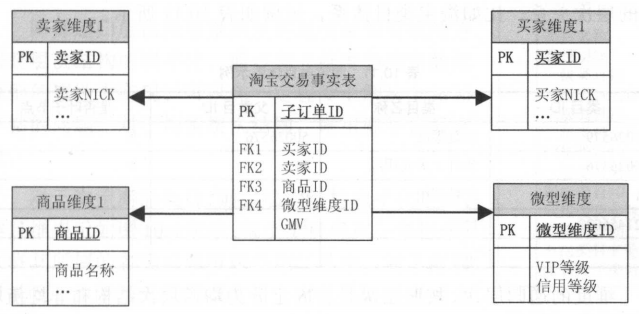 卖家维度1
PK 卖家ID
卖家NICK
…
买家维度1
PK 买家ID
买家NICK
…
淘宝交易事实表
PK 子订单ID
FK1 买家ID
FK2 卖家ID
FK3 商品ID
FK4 微型维度ID
GMV
商品维度1
PK 商品ID
商品名称
…
微型维度
PK 微型维度ID
VIP等级
信用等级